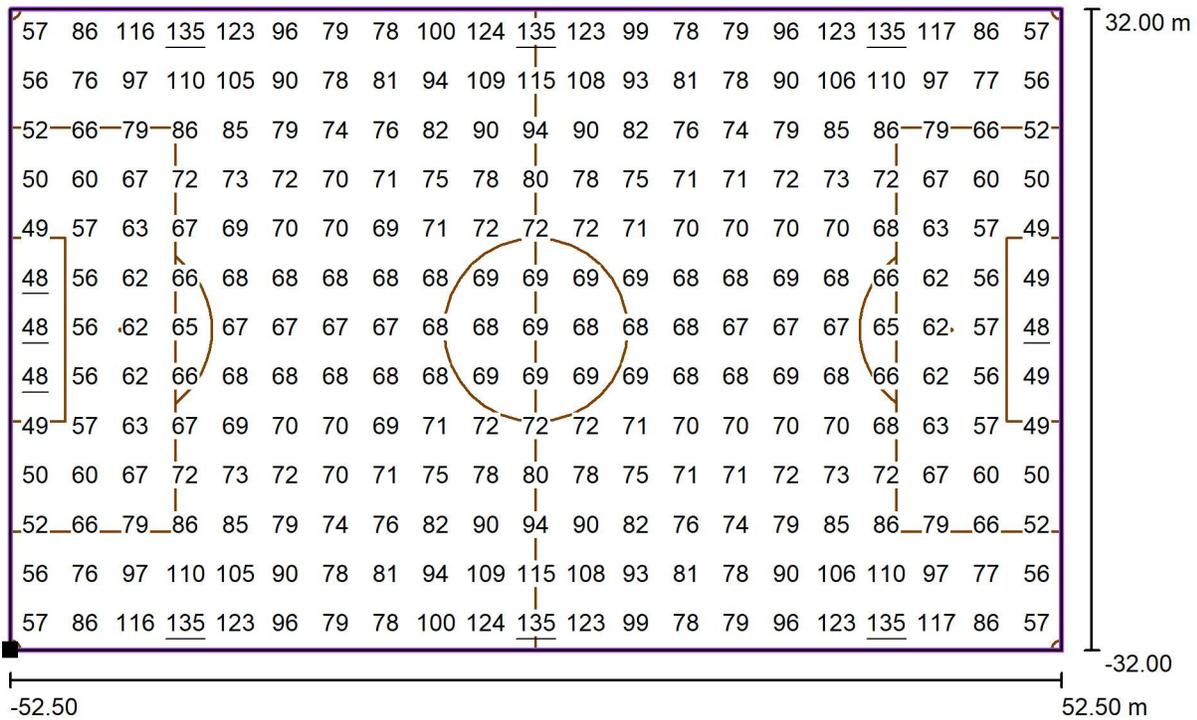 57 86 116 135 123 96 79 78 100 124 135 123 99 78 79 96 123 135 117 86 57
32.00 m
56 76 97 110 105 90 78 81 94 109 115 108 93 81 78 90 106 110 97 77 56
52 66 79 86 85 79 74 76 82 90 94 90 82 76 74 79 85 86 79 66 52
50 60 67 72 73 72 70 71 75 78 80 78 75 71 71 72 73 72 67 60 50
49 57 63 67 69 70 70 69 71 72 72 72 71 70 70 70 70 68 63 57 49
48 56 62 66 68 68 68 68 68 69 69 69 69 68 68 69 68 66 62 56 49
48 56 62 65 67 67 67 67 68 68 69 68 68 68 67 67 67 65 62 57 48
48 56 62 66 68 68 68 68 68 69 69 69 69 68 68 69 68 66 62 56 49
49 57 63 67 69 70 70 69 71 72 72 72 71 70 70 70 70 68 63 57 49
50 60 67 72 73 72 70 71 75 78 80 78 75 71 71 72 73 72 67 60 50
52 66 79 86 85 79 74 76 82 90 94 90 82 76 74 79 85 86 79 66 52
56 76 97 110 105 90 78 81 94 109 115 108 93 81 78 90 106 110 97 77 56
57 86 116 135 123 96 79 78 100 124 135 123 99 78 79 96 123 135 117 86 57
-32.00
-52.50
52.50 m